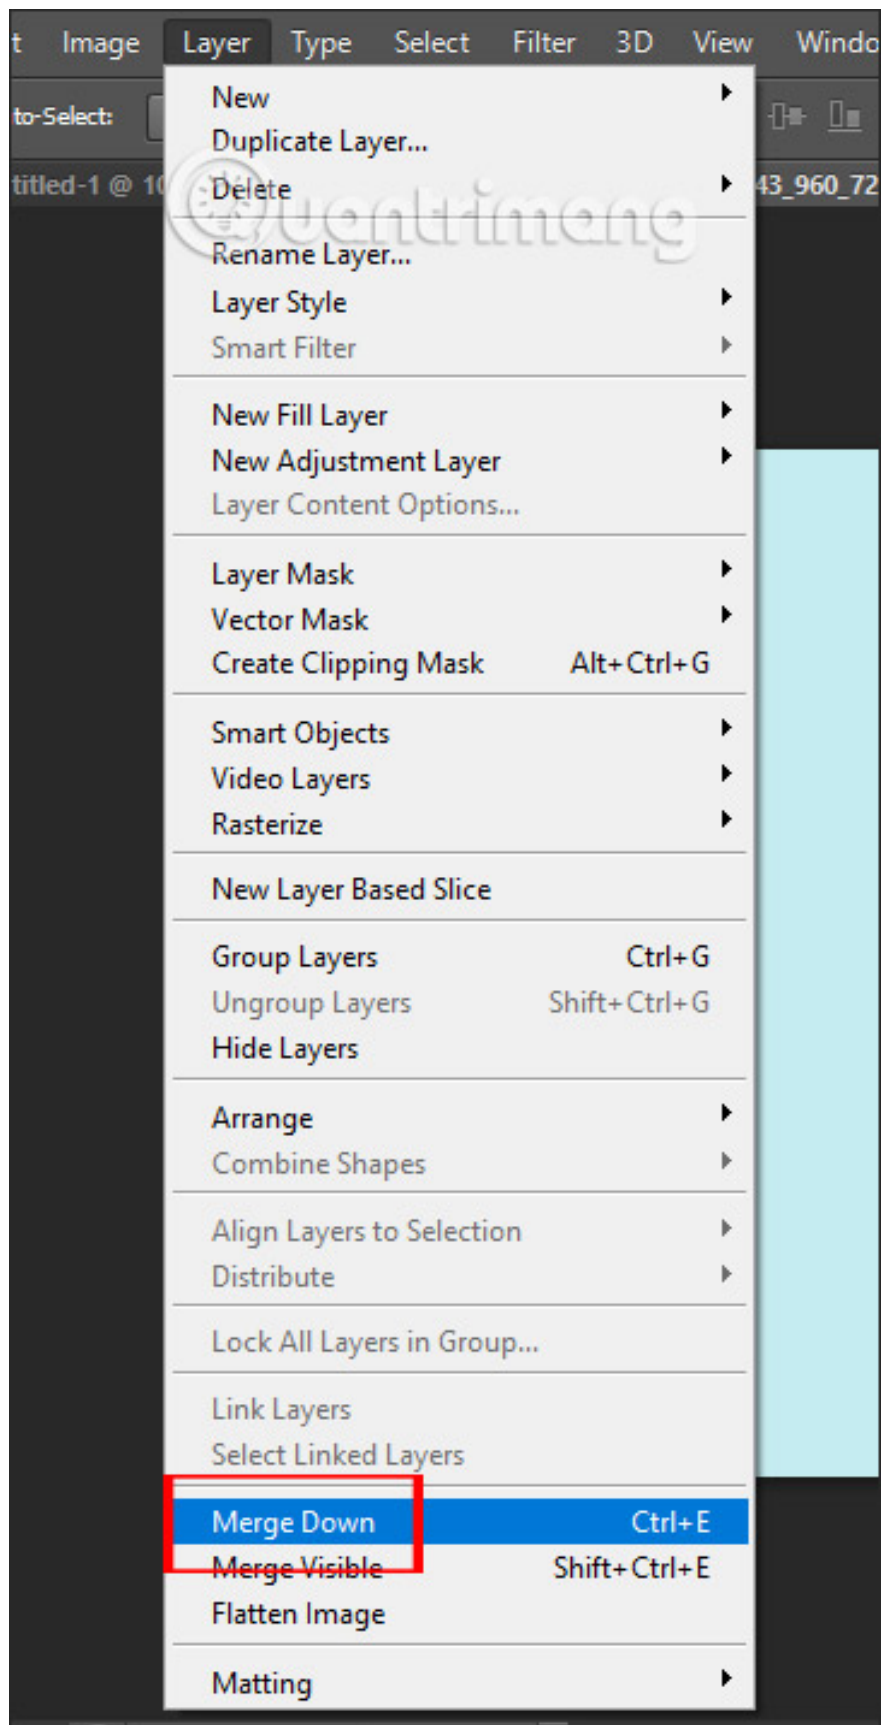 t Image Layer Type Select Filter 3D View Windo
to-Select:
titled-1 @ 10 43_960_72
New
Duplicate Layer...
Delete
Quantrimang
Rename Layer...
Layer Style
Smart Filter
New Fill Layer
New Adjustment Layer
Layer Content Options...
Layer Mask
Vector Mask
Create Clipping Mask Alt+Ctrl+G
Smart Objects
Video Layers
Rasterize
New Layer Based Slice
Group Layers Ctrl+G
Ungroup Layers Shift+Ctrl+G
Hide Layers
Arrange
Combine Shapes
Align Layers to Selection
Distribute
Lock All Layers in Group...
Link Layers
Select Linked Layers
Merge Down Ctrl+E
Merge Visible Shift+Ctrl+E
Flatten Image
Matting